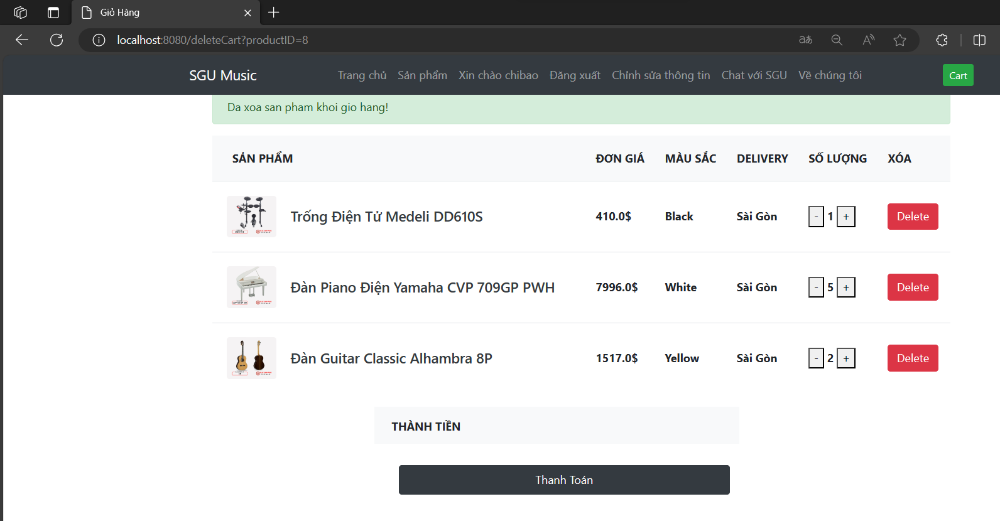 Giỏ Hàng
localhost:8080/deleteCart?productID=8
SGU Music Trang chủ Sản phẩm Xin chào chibao Đăng xuất Chỉnh sửa thông tin Chat với SGU Về chúng tôi Cart
Da xoa san pham khoi gio hang!
SẢN PHẨM ĐƠN GIÁ MÀU SẮC DELIVERY SỐ LƯỢNG XÓA
Trống Điện Tử Medeli DD610S 410.0$ Black Sài Gòn - 1 + Delete
Đàn Piano Điện Yamaha CVP 709GP PWH 7996.0$ White Sài Gòn - 5 + Delete
Đàn Guitar Classic Alhambra 8P 1517.0$ Yellow Sài Gòn - 2 + Delete
THÀNH TIỀN
Thanh Toán